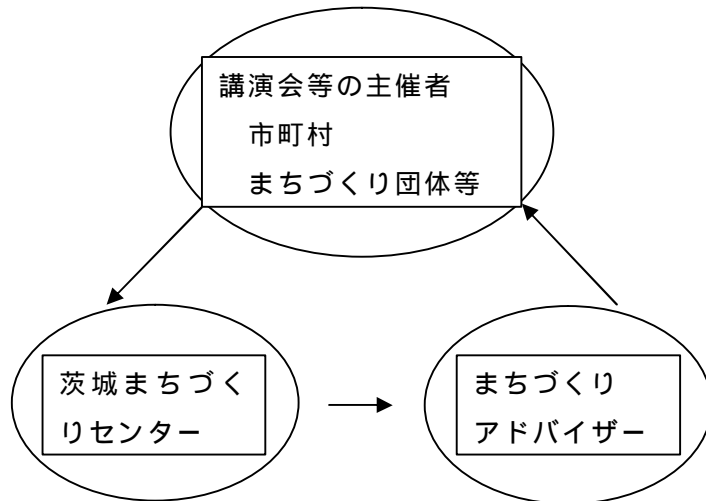 講演会等の主催者
市町村
まちづくり団体等
茨城まちづく
りセンター
まちづくり
アドバイザー